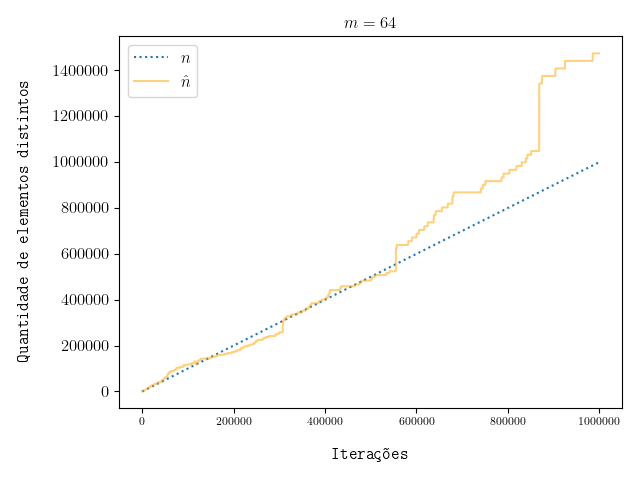 m = 64
n
n̂
Quantidade de elementos distintos
1400000
1200000
1000000
800000
600000
400000
200000
0
0 200000 400000 600000 800000 1000000
Iterações